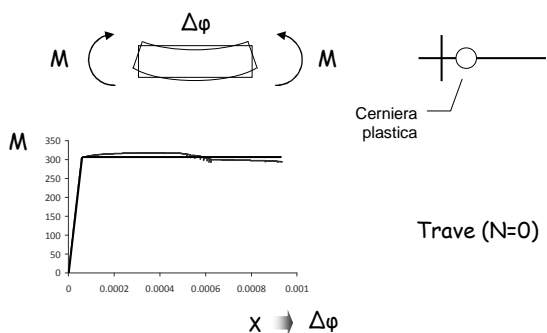 Δφ
M
M
Cerniera
plastica
M
350
300
250
200
150
100
50
0
0 0.0002 0.0004 0.0006 0.0008 0.001
Trave (N=0)
χ Δφ